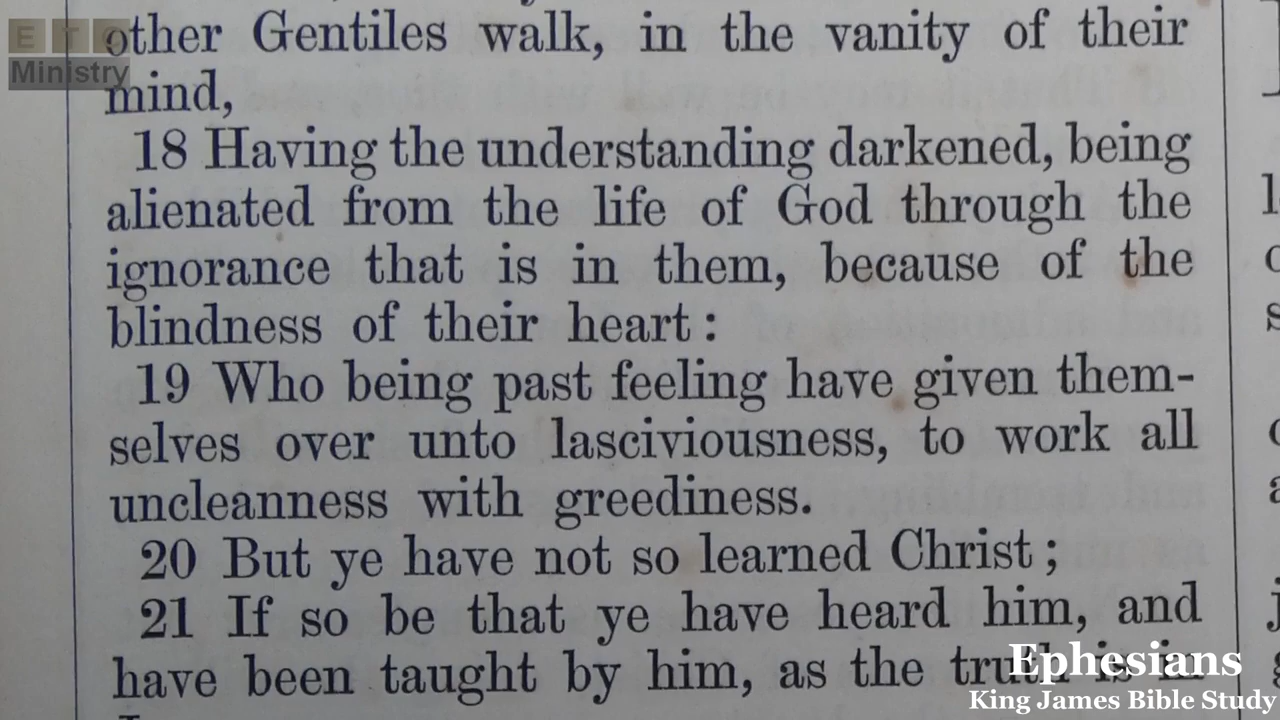 ETC
Ministry
other Gentiles walk, in the vanity of their
mind,
18 Having the understanding darkened, being
alienated from the life of God through the
ignorance that is in them, because of the
blindness of their heart:
19 Who being past feeling have given them-
selves over unto lasciviousness, to work all
uncleanness with greediness.
20 But ye have not so learned Christ;
21 If so be that ye have heard him, and
have been taught by him, as the truth is in
Ephesians
King James Bible Study